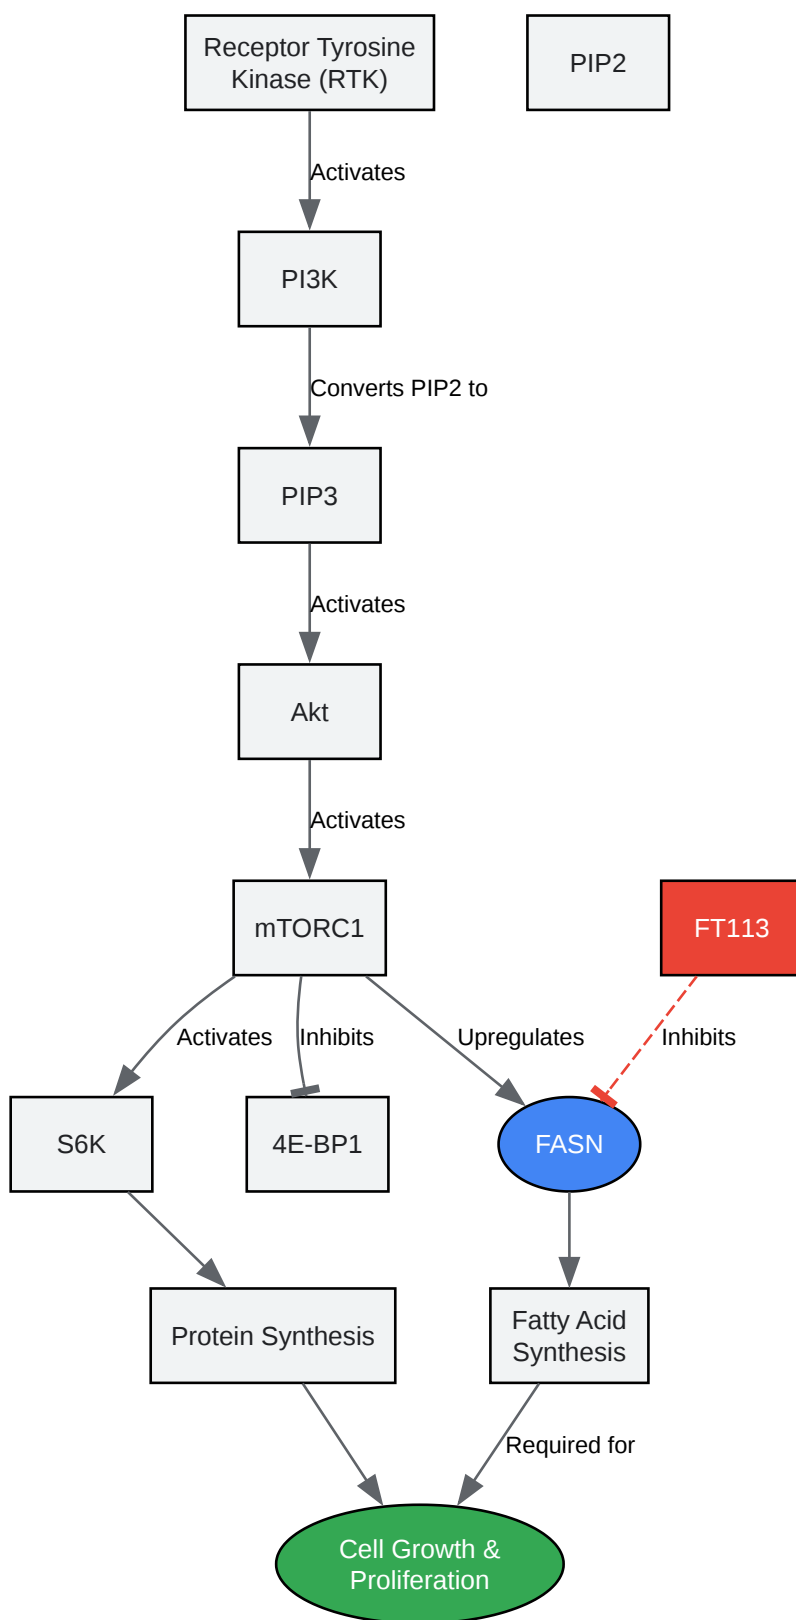 Receptor Tyrosine
Kinase (RTK)
PIP2
Activates
PI3K
Converts PIP2 to
PIP3
Activates
Akt
Activates
mTORC1
FT113
Activates
Inhibits
Upregulates
Inhibits
S6K
4E-BP1
FASN
Protein Synthesis
Fatty Acid
Synthesis
Required for
Cell Growth &
Proliferation